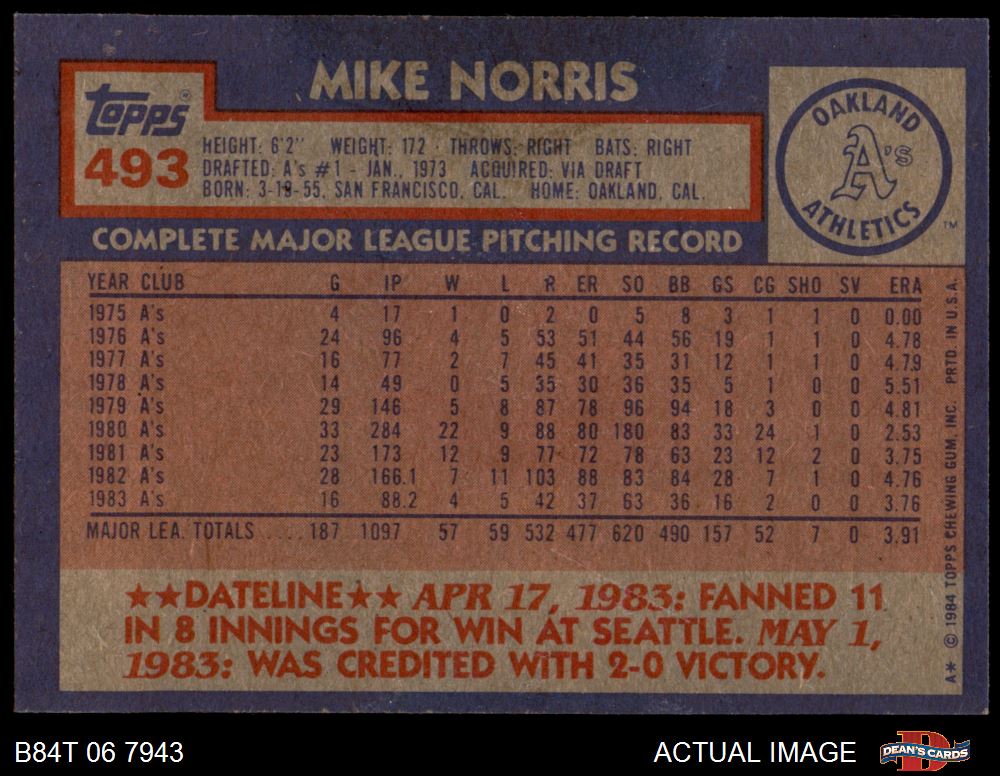 MIKE NORRIS
TOPPS®
493
HEIGHT: 6'2" WEIGHT: 172 · THROWS: RIGHT BATS: RIGHT
DRAFTED: A's #1 - JAN., 1973 ACQUIRED: VIA DRAFT
BORN: 3-19-55, SAN FRANCISCO, CAL. HOME: OAKLAND, CAL.
OAKLAND
A's
ATHLETICS
TM
COMPLETE MAJOR LEAGUE PITCHING RECORD
YEAR CLUB G IP W L R ER SO BB GS CG SHO SV ERA
1975 A's 4 17 1 0 2 0 5 8 3 1 1 0 0.00
1976 A's 24 96 4 5 53 51 44 56 19 1 1 0 4.78
1977 A's 16 77 2 7 45 41 35 31 12 1 1 0 4.79
1978 A's 14 49 0 5 35 30 36 35 5 1 0 0 5.51
1979 A's 29 146 5 8 87 78 96 94 18 3 0 0 4.81
1980 A's 33 284 22 9 88 80 180 83 33 24 1 0 2.53
1981 A's 23 173 12 9 77 72 78 63 23 12 2 0 3.75
1982 A's 28 166.1 7 11 103 88 83 84 28 7 1 0 4.76
1983 A's 16 88.2 4 5 42 37 63 36 16 2 0 0 3.76
MAJOR LEA. TOTALS .... 187 1097 57 59 532 477 620 490 157 52 7 0 3.91
★★DATELINE★★ APR 17, 1983: FANNED 11
IN 8 INNINGS FOR WIN AT SEATTLE. MAY 1,
1983: WAS CREDITED WITH 2-0 VICTORY.
A* © 1984 TOPPS CHEWING GUM, INC. PRTD. IN U.S.A.
B84T 06 7943
ACTUAL IMAGE
D
DEAN'S CARDS